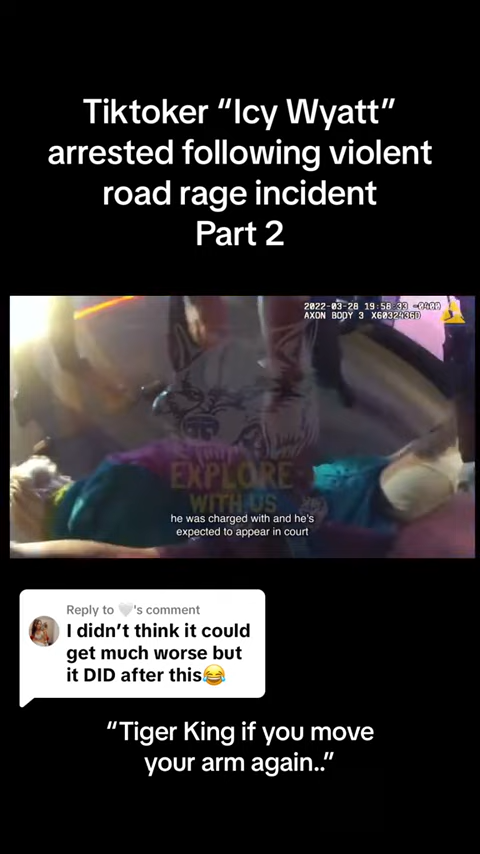 Tiktoker “Icy Wyatt”
arrested following violent
road rage incident
Part 2
2022-03-28 19:58:33 -0400
AXON BODY 3 X6032436D
EXPLORE
WITH US
he was charged with and he's
expected to appear in court
Reply to 🤍's comment
I didn’t think it could
get much worse but
it DID after this😂
“Tiger King if you move
your arm again..”